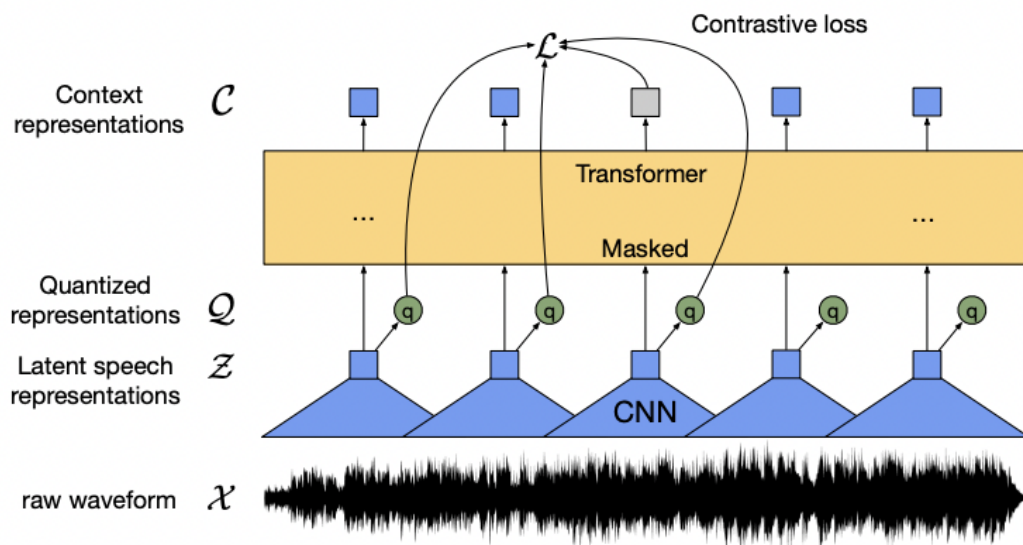 Contrastive loss
ℒ
Context
representations 𝒞
Transformer
... ...
Masked
Quantized
representations 𝒬
q q q q q
Latent speech
representations 𝒵
CNN
raw waveform 𝒳